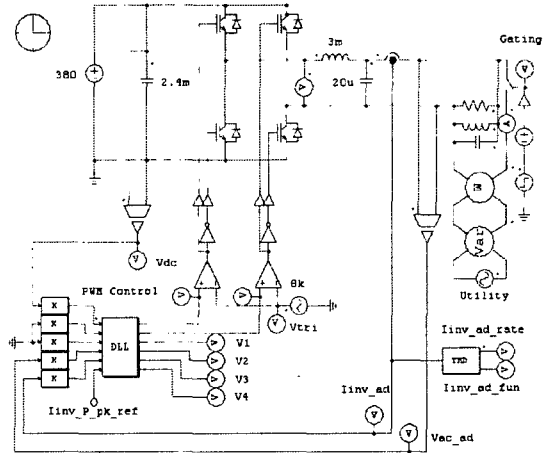 Gating
3m
380
2.4m
20u
V
A
W
Var
Vdc
8k
PWM Control
Utility
Vtri
K
K
K
K
K
DLL
V1
V2
V3
V4
Iinv_ad_rate
THD
Iinv_ad_fun
Iinv_ad
Iinv_P_pk_ref
Vac_ad